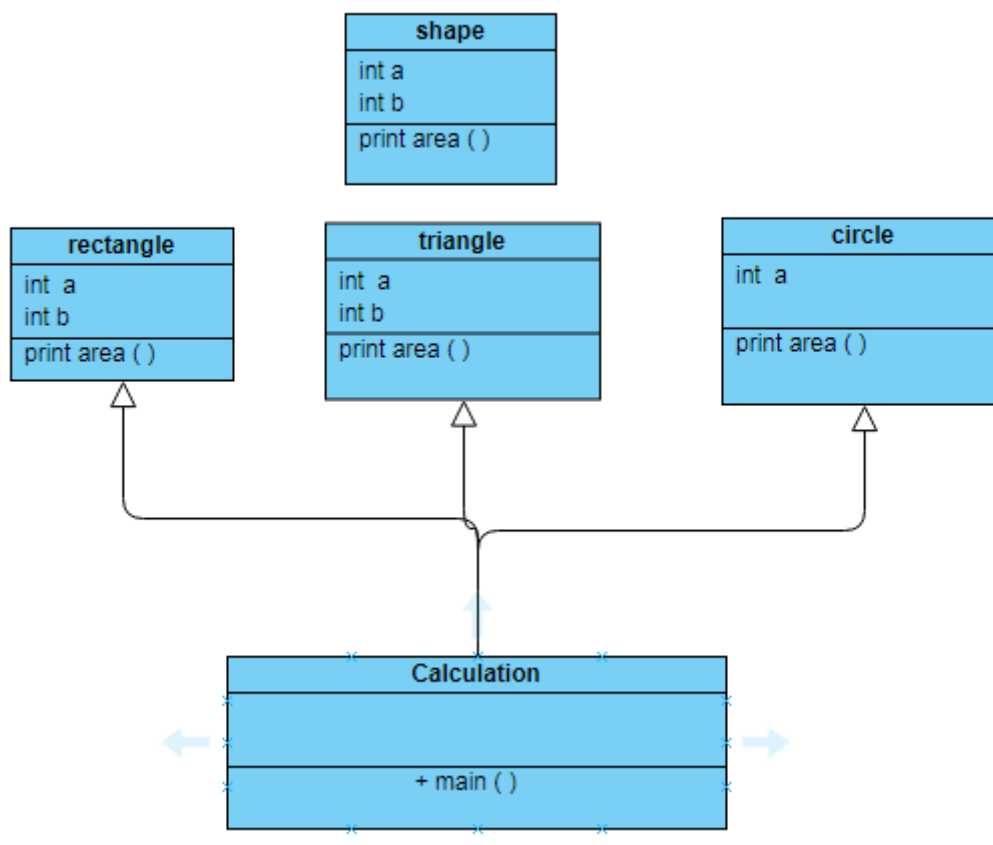 shape
int a
int b
print area ( )
rectangle
int  a
int b
print area ( )
triangle
int  a
int b
print area ( )
circle
int  a
print area ( )
Calculation
+ main ( )